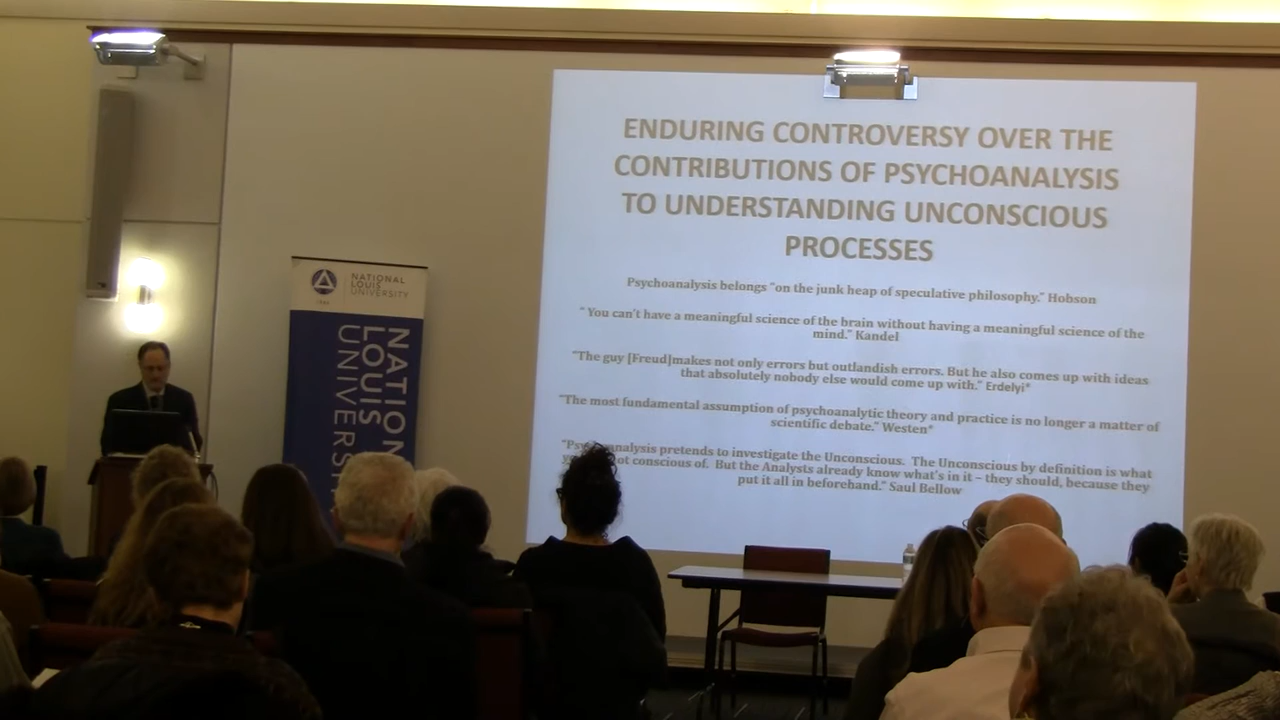 ENDURING CONTROVERSY OVER THE
CONTRIBUTIONS OF PSYCHOANALYSIS
TO UNDERSTANDING UNCONSCIOUS
PROCESSES
Psychoanalysis belongs "on the junk heap of speculative philosophy." Hobson
" You can't have a meaningful science of the brain without having a meaningful science of the
mind." Kandel
"The guy [Freud]makes not only errors but outlandish errors. But he also comes up with ideas
that absolutely nobody else would come up with." Erdelyi*
"The most fundamental assumption of psychoanalytic theory and practice is no longer a matter of
scientific debate." Westen*
analysis pretends to investigate the Unconscious. The Unconscious by definition is what
not conscious of. But the Analysts already know what's in it – they should, because they
put it all in beforehand." Saul Bellow
NATIONAL
LOUIS
UNIVERSITY
NATION
LOUIS
UNIVERSIT